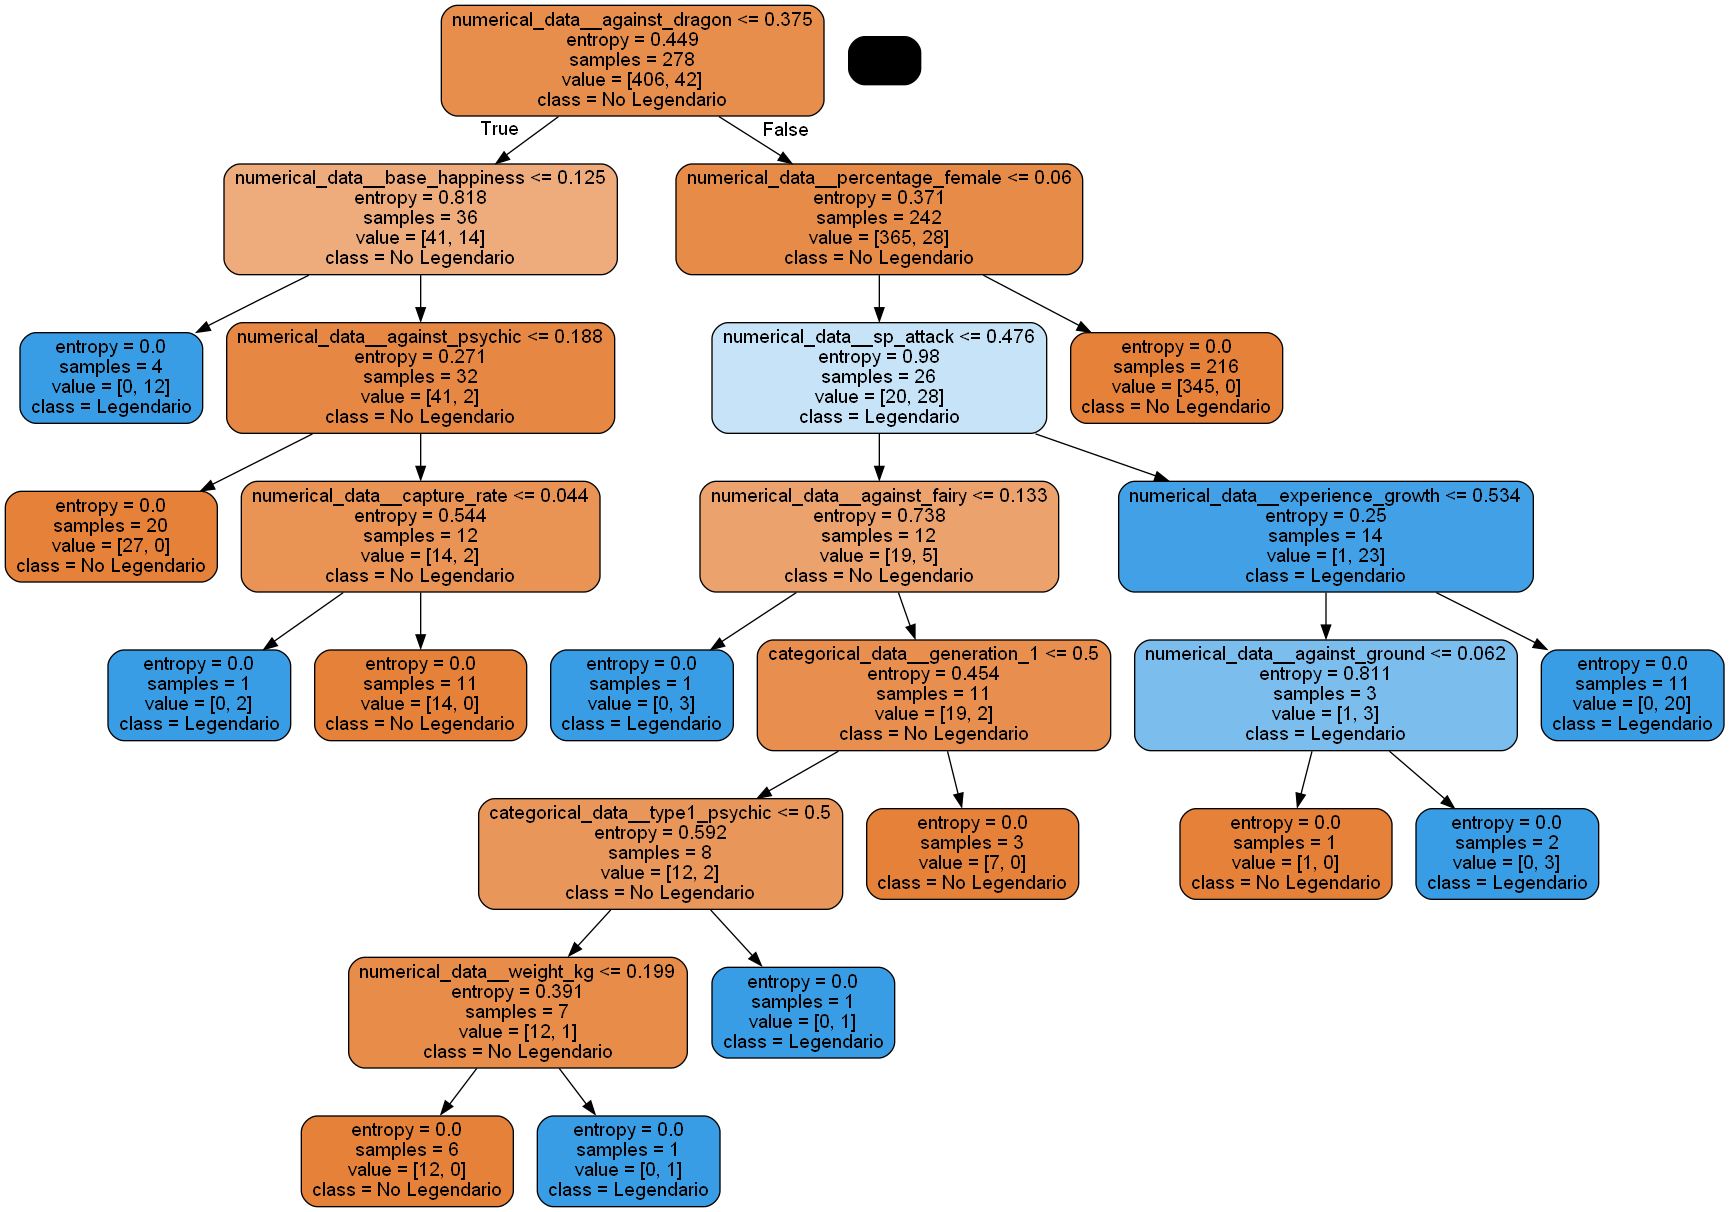 numerical_data__against_dragon <= 0.375
entropy = 0.449
samples = 278
value = [406, 42]
class = No Legendario
True
False
numerical_data__base_happiness <= 0.125
entropy = 0.818
samples = 36
value = [41, 14]
class = No Legendario
numerical_data__percentage_female <= 0.06
entropy = 0.371
samples = 242
value = [365, 28]
class = No Legendario
entropy = 0.0
samples = 4
value = [0, 12]
class = Legendario
numerical_data__against_psychic <= 0.188
entropy = 0.271
samples = 32
value = [41, 2]
class = No Legendario
numerical_data__sp_attack <= 0.476
entropy = 0.98
samples = 26
value = [20, 28]
class = Legendario
entropy = 0.0
samples = 216
value = [345, 0]
class = No Legendario
entropy = 0.0
samples = 20
value = [27, 0]
class = No Legendario
numerical_data__capture_rate <= 0.044
entropy = 0.544
samples = 12
value = [14, 2]
class = No Legendario
numerical_data__against_fairy <= 0.133
entropy = 0.738
samples = 12
value = [19, 5]
class = No Legendario
numerical_data__experience_growth <= 0.534
entropy = 0.25
samples = 14
value = [1, 23]
class = Legendario
entropy = 0.0
samples = 1
value = [0, 2]
class = Legendario
entropy = 0.0
samples = 11
value = [14, 0]
class = No Legendario
entropy = 0.0
samples = 1
value = [0, 3]
class = Legendario
categorical_data__generation_1 <= 0.5
entropy = 0.454
samples = 11
value = [19, 2]
class = No Legendario
numerical_data__against_ground <= 0.062
entropy = 0.811
samples = 3
value = [1, 3]
class = Legendario
entropy = 0.0
samples = 11
value = [0, 20]
class = Legendario
categorical_data__type1_psychic <= 0.5
entropy = 0.592
samples = 8
value = [12, 2]
class = No Legendario
entropy = 0.0
samples = 3
value = [7, 0]
class = No Legendario
entropy = 0.0
samples = 1
value = [1, 0]
class = No Legendario
entropy = 0.0
samples = 2
value = [0, 3]
class = Legendario
numerical_data__weight_kg <= 0.199
entropy = 0.391
samples = 7
value = [12, 1]
class = No Legendario
entropy = 0.0
samples = 1
value = [0, 1]
class = Legendario
entropy = 0.0
samples = 6
value = [12, 0]
class = No Legendario
entropy = 0.0
samples = 1
value = [0, 1]
class = Legendario